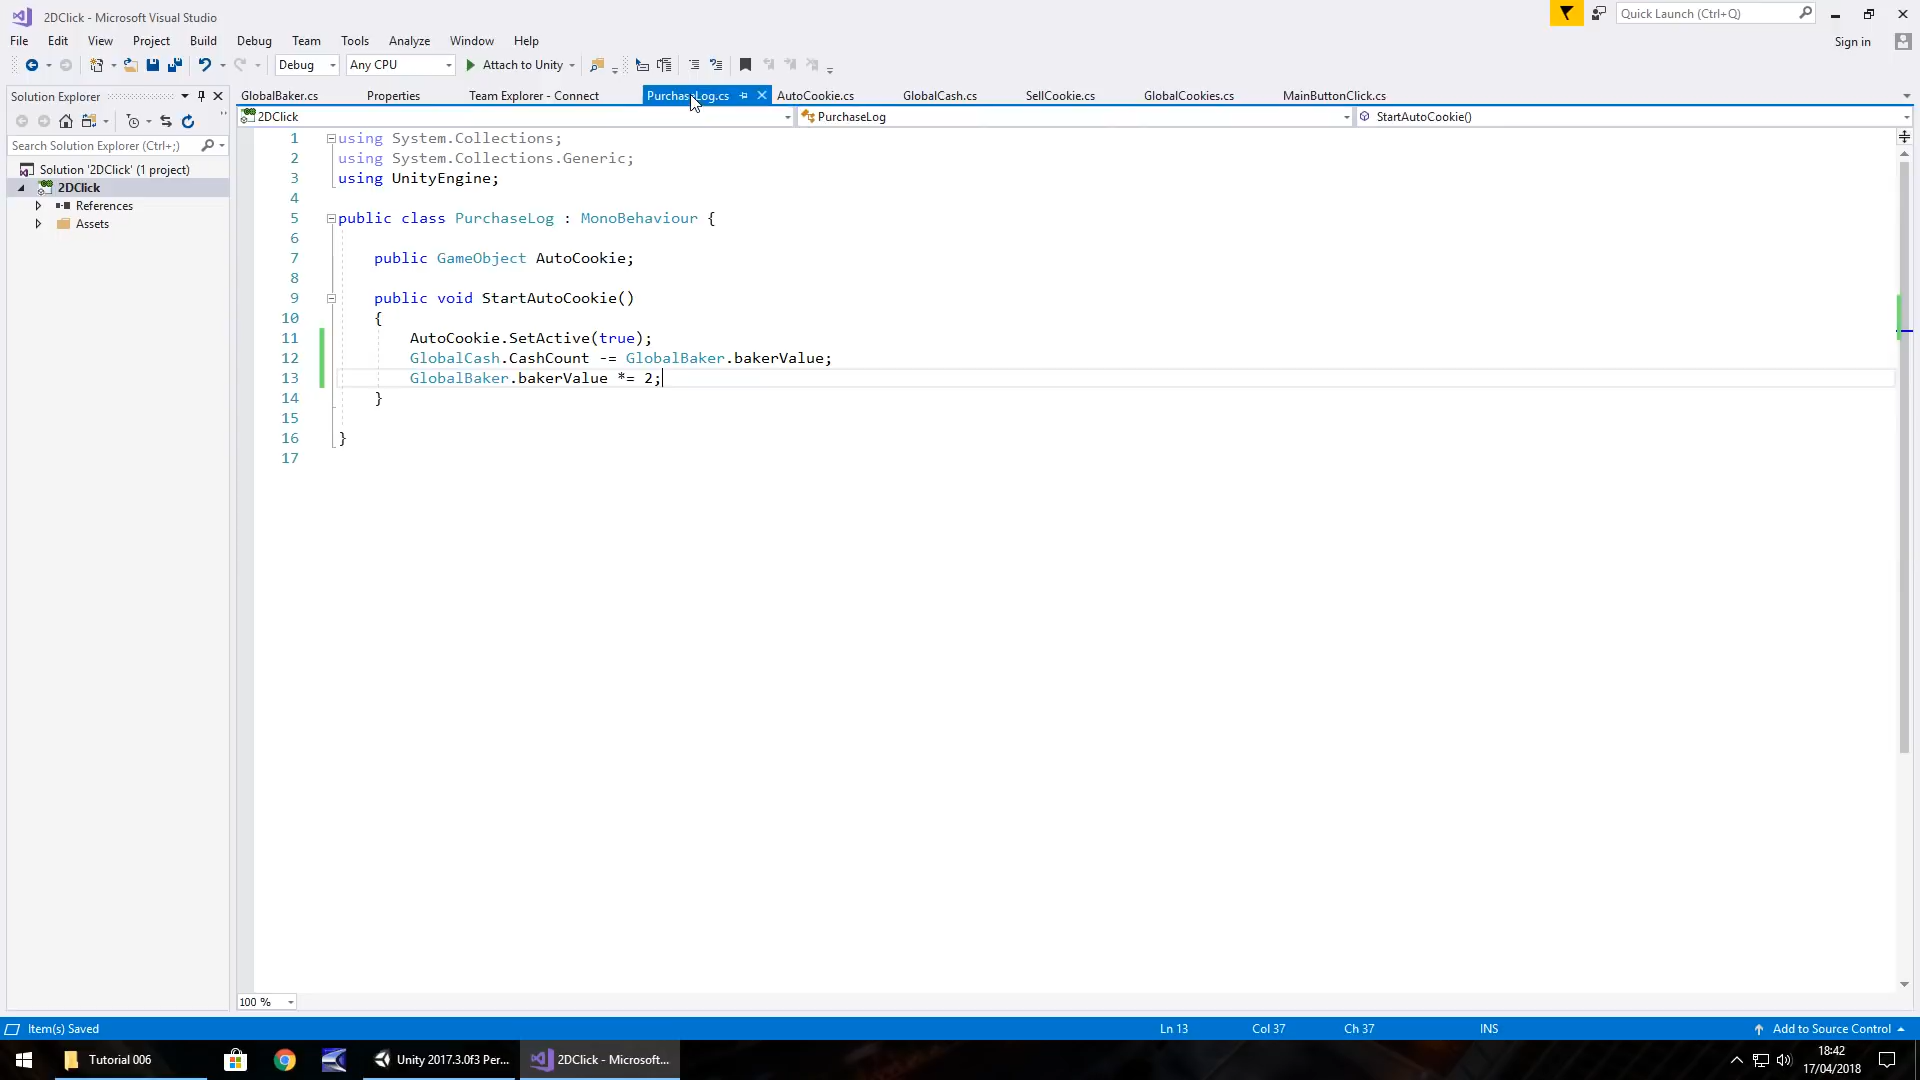 2DClick - Microsoft Visual Studio
Quick Launch (Ctrl+Q)
File Edit View Project Build Debug Team Tools Analyze Window Help
Sign in
Debug Any CPU Attach to Unity
Solution Explorer
GlobalBaker.cs Properties Team Explorer - Connect PurchaseLog.cs AutoCookie.cs GlobalCash.cs SellCookie.cs GlobalCookies.cs MainButtonClick.cs
2DClick PurchaseLog StartAutoCookie()
Search Solution Explorer (Ctrl+;)
Solution '2DClick' (1 project)
2DClick
References
Assets
1 using System.Collections;
2 using System.Collections.Generic;
3 using UnityEngine;
4
5 public class PurchaseLog : MonoBehaviour {
6
7 public GameObject AutoCookie;
8
9 public void StartAutoCookie()
10 {
11 AutoCookie.SetActive(true);
12 GlobalCash.CashCount -= GlobalBaker.bakerValue;
13 GlobalBaker.bakerValue *= 2;
14 }
15
16 }
17
100 %
Item(s) Saved Ln 13 Col 37 Ch 37 INS Add to Source Control
Tutorial 006 Unity 2017.3.0f3 Per... 2DClick - Microsoft...
18:42
17/04/2018